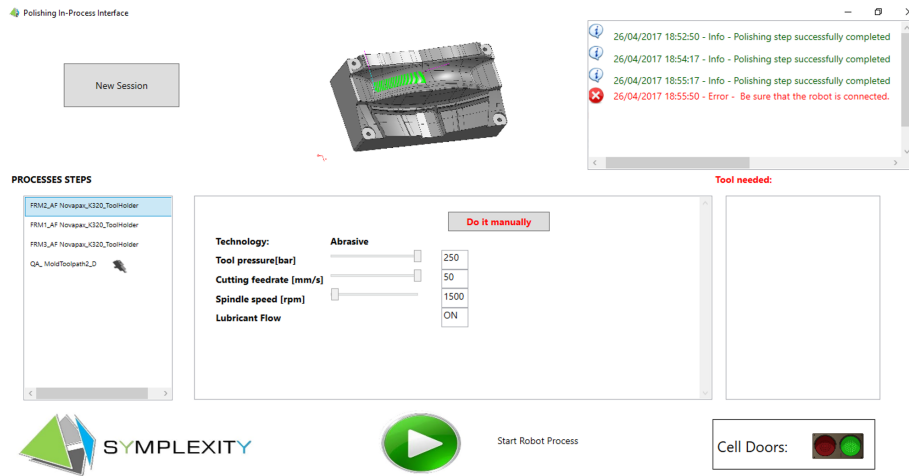 Polishing In-Process Interface
New Session
26/04/2017 18:52:50 - Info - Polishing step successfully completed
26/04/2017 18:54:17 - Info - Polishing step successfully completed
26/04/2017 18:55:17 - Info - Polishing step successfully completed
26/04/2017 18:55:50 - Error - Be sure that the robot is connected.
PROCESSES STEPS
Tool needed:
FRM2_AF Novapax_K320_ToolHolder
FRM1_AF Novapax_K320_ToolHolder
FRM3_AF Novapax_K320_ToolHolder
QA_ MoldToolpath2_D
Do it manually
Technology: Abrasive
Tool pressure[bar] 250
Cutting feedrate [mm/s] 50
Spindle speed [rpm] 1500
Lubricant Flow ON
SYMPLEXITY
Start Robot Process
Cell Doors: